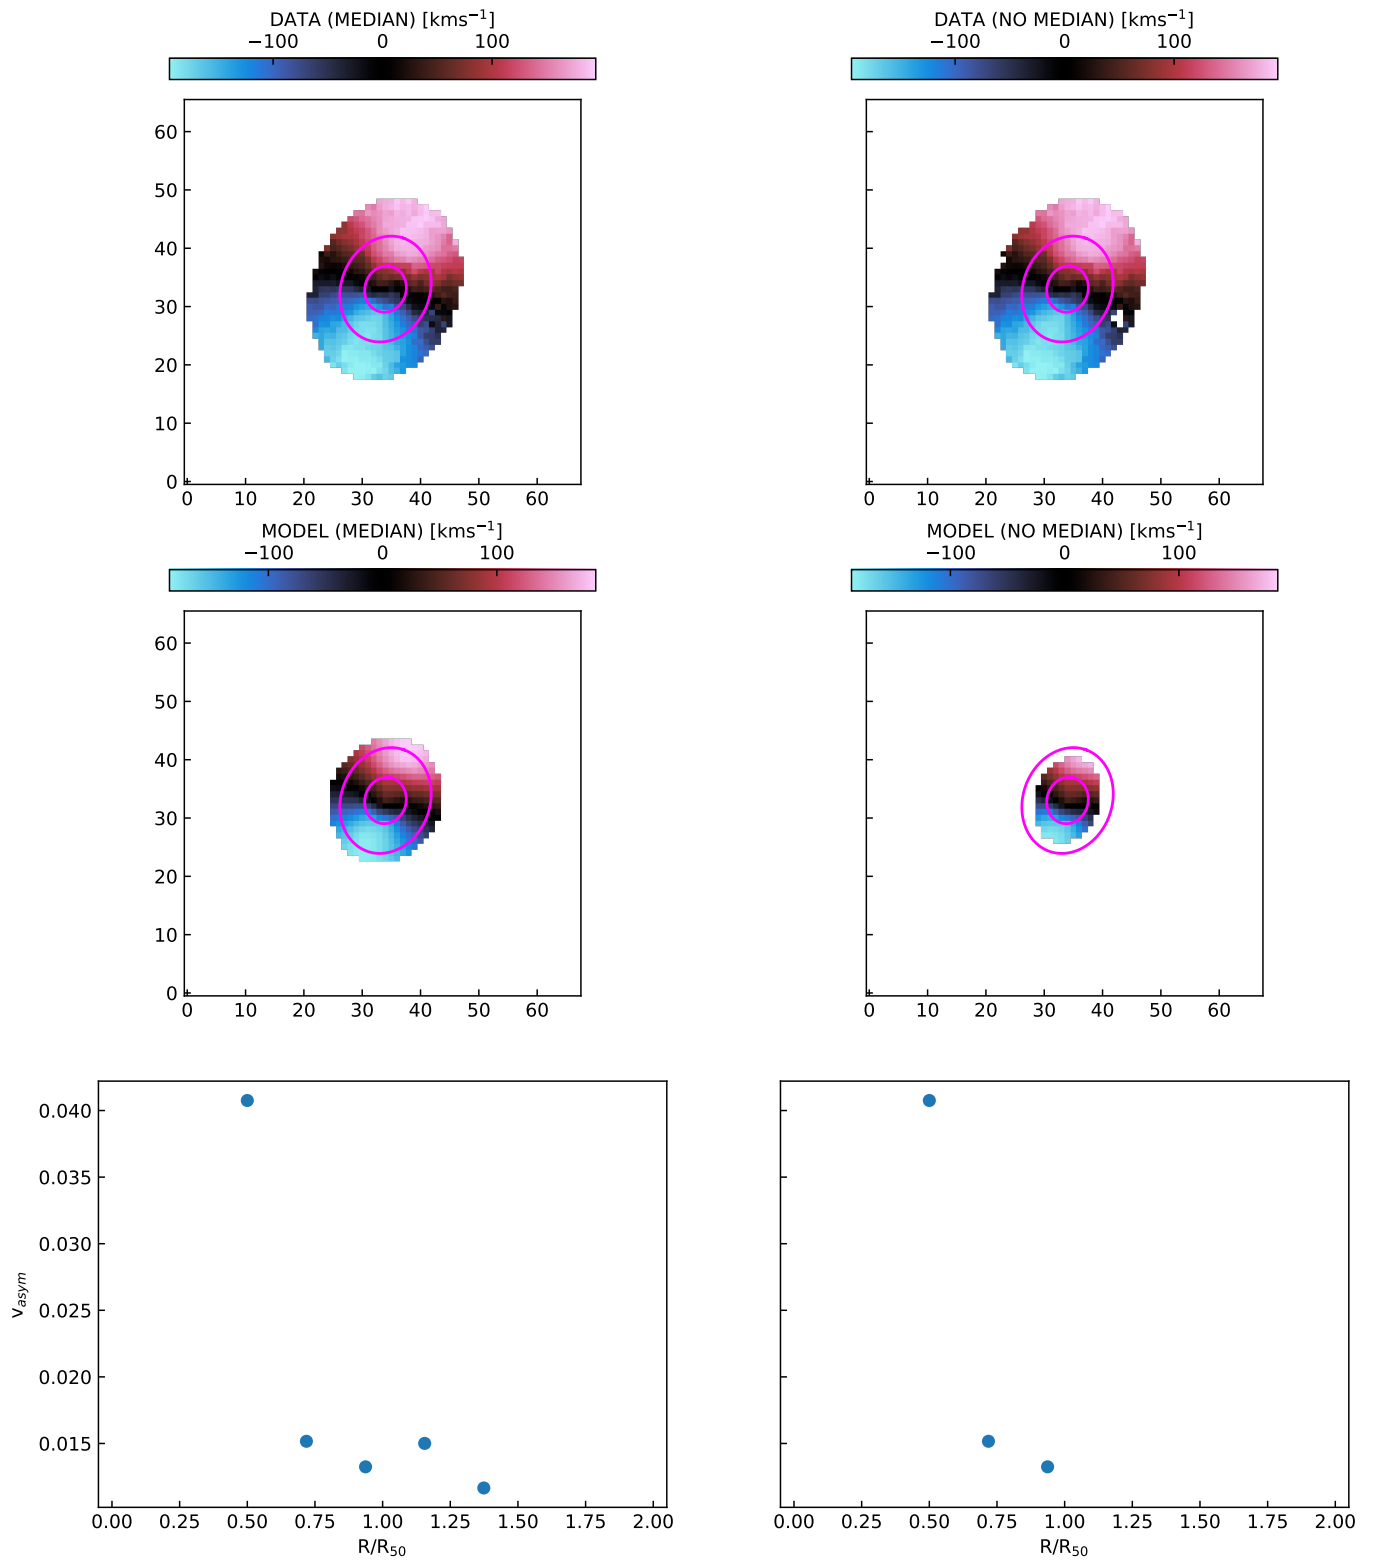 DATA (MEDIAN) [kms⁻¹]
−100 0 100
DATA (NO MEDIAN) [kms⁻¹]
−100 0 100
60
50
40
30
20
10
0
0 10 20 30 40 50 60
0 10 20 30 40 50 60
MODEL (MEDIAN) [kms⁻¹]
−100 0 100
MODEL (NO MEDIAN) [kms⁻¹]
−100 0 100
60
50
40
30
20
10
0
0 10 20 30 40 50 60
0 10 20 30 40 50 60
0.040
0.035
0.030
0.025
0.020
0.015
v_asym
0.00 0.25 0.50 0.75 1.00 1.25 1.50 1.75 2.00
R/R₅₀
0.00 0.25 0.50 0.75 1.00 1.25 1.50 1.75 2.00
R/R₅₀